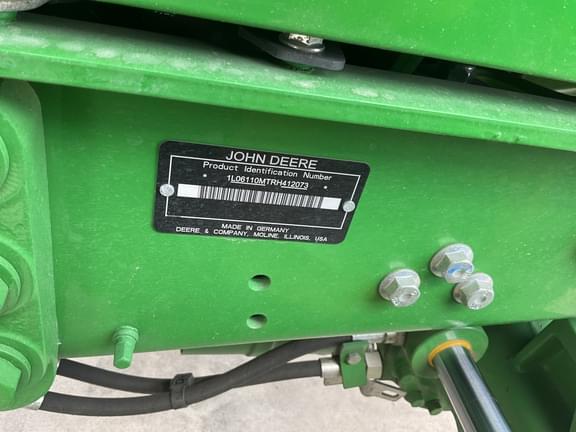 JOHN DEERE
Product Identification Number
1L06110MTRH412073
MADE IN GERMANY
DEERE & COMPANY, MOLINE, ILLINOIS, USA